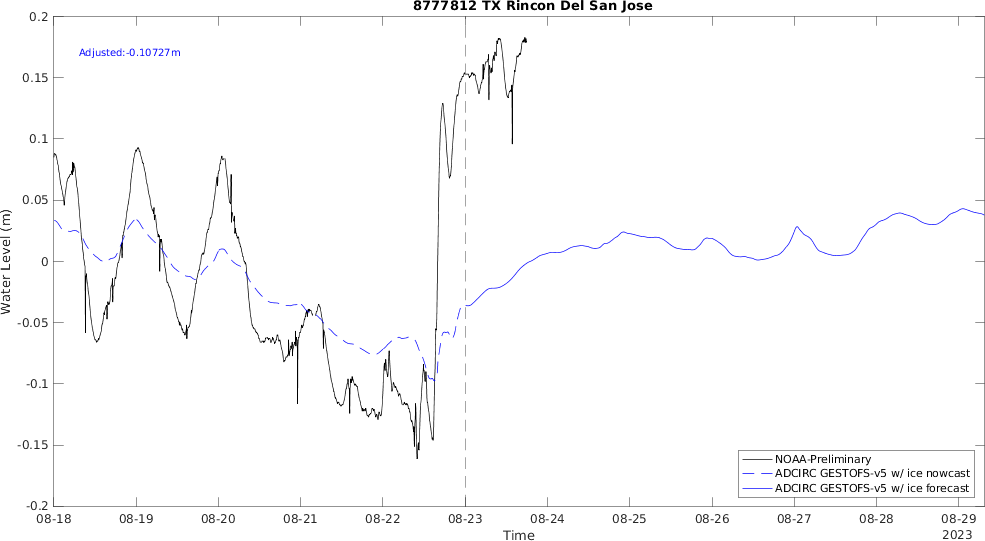 8777812 TX Rincon Del San Jose
Adjusted:-0.10727m
0.2
0.15
0.1
0.05
0
-0.05
-0.1
-0.15
-0.2
Water Level (m)
NOAA-Preliminary
ADCIRC GESTOFS-v5 w/ ice nowcast
ADCIRC GESTOFS-v5 w/ ice forecast
08-18 08-19 08-20 08-21 08-22 08-23 08-24 08-25 08-26 08-27 08-28 08-29
Time
2023